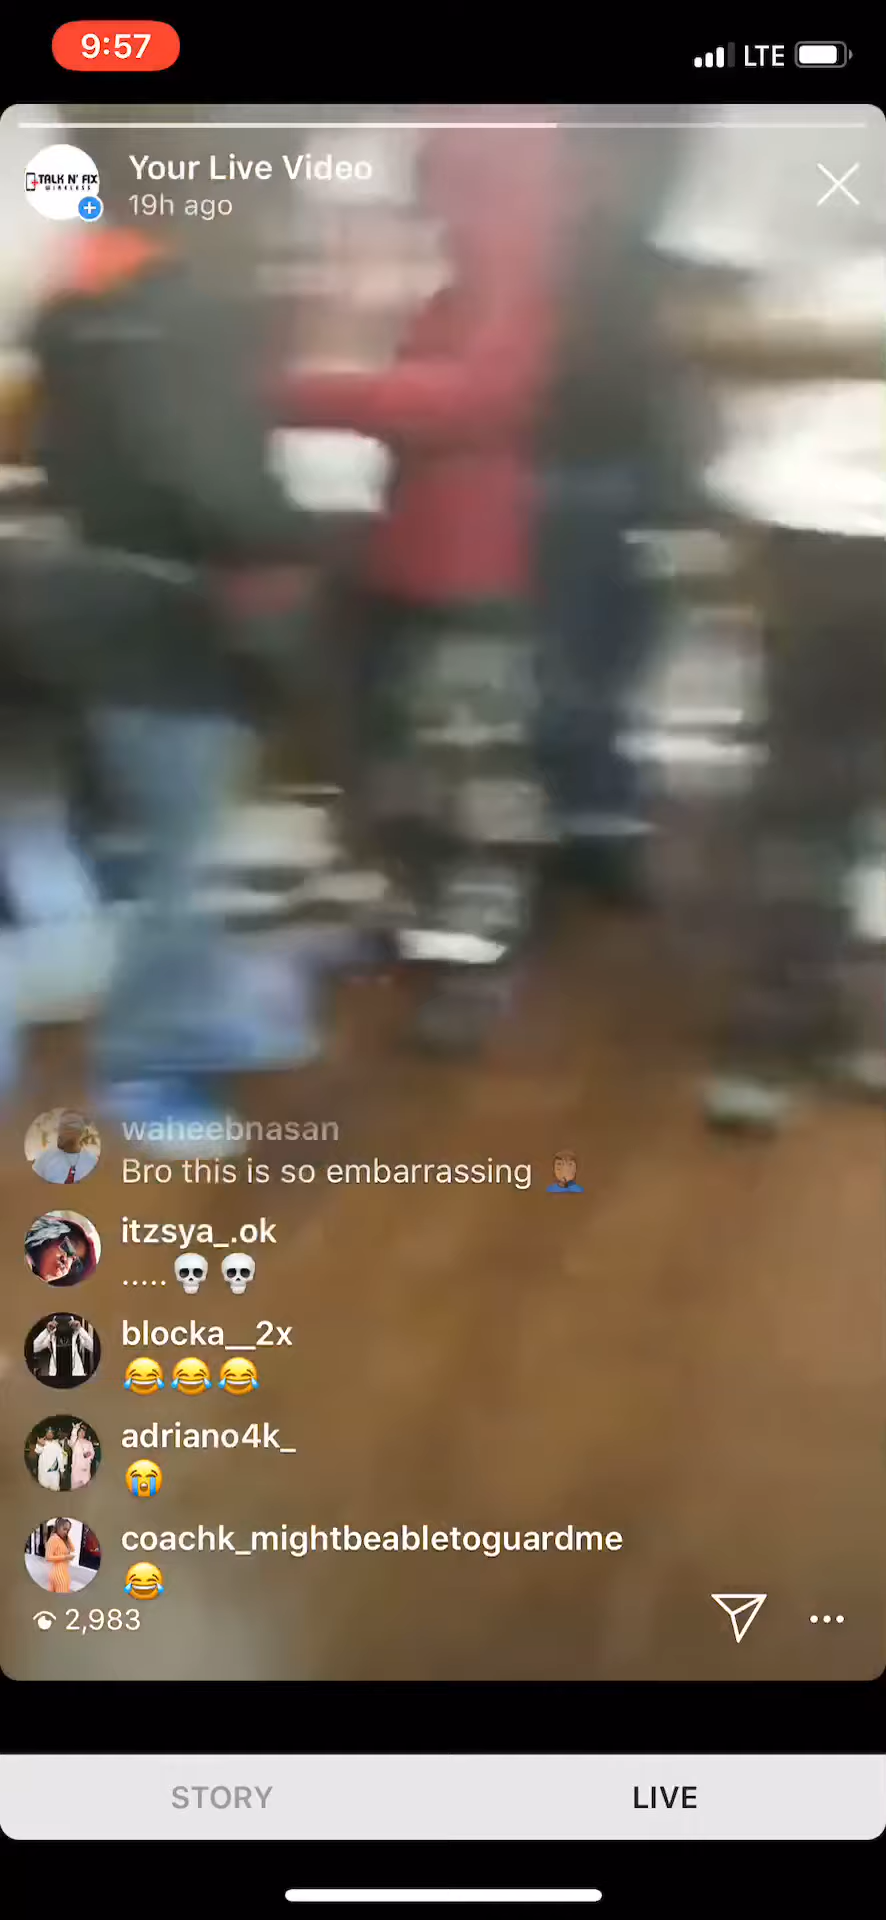 9:57
LTE
TALK N' FIX
WIRELESS
Your Live Video
19h ago
waheebnasan
Bro this is so embarrassing 🤦🏽‍♂️
itzsya_.ok
.....💀💀
blocka__2x
😂😂😂
adriano4k_
😭
coachk_mightbeabletoguardme
😂
2,983
STORY
LIVE